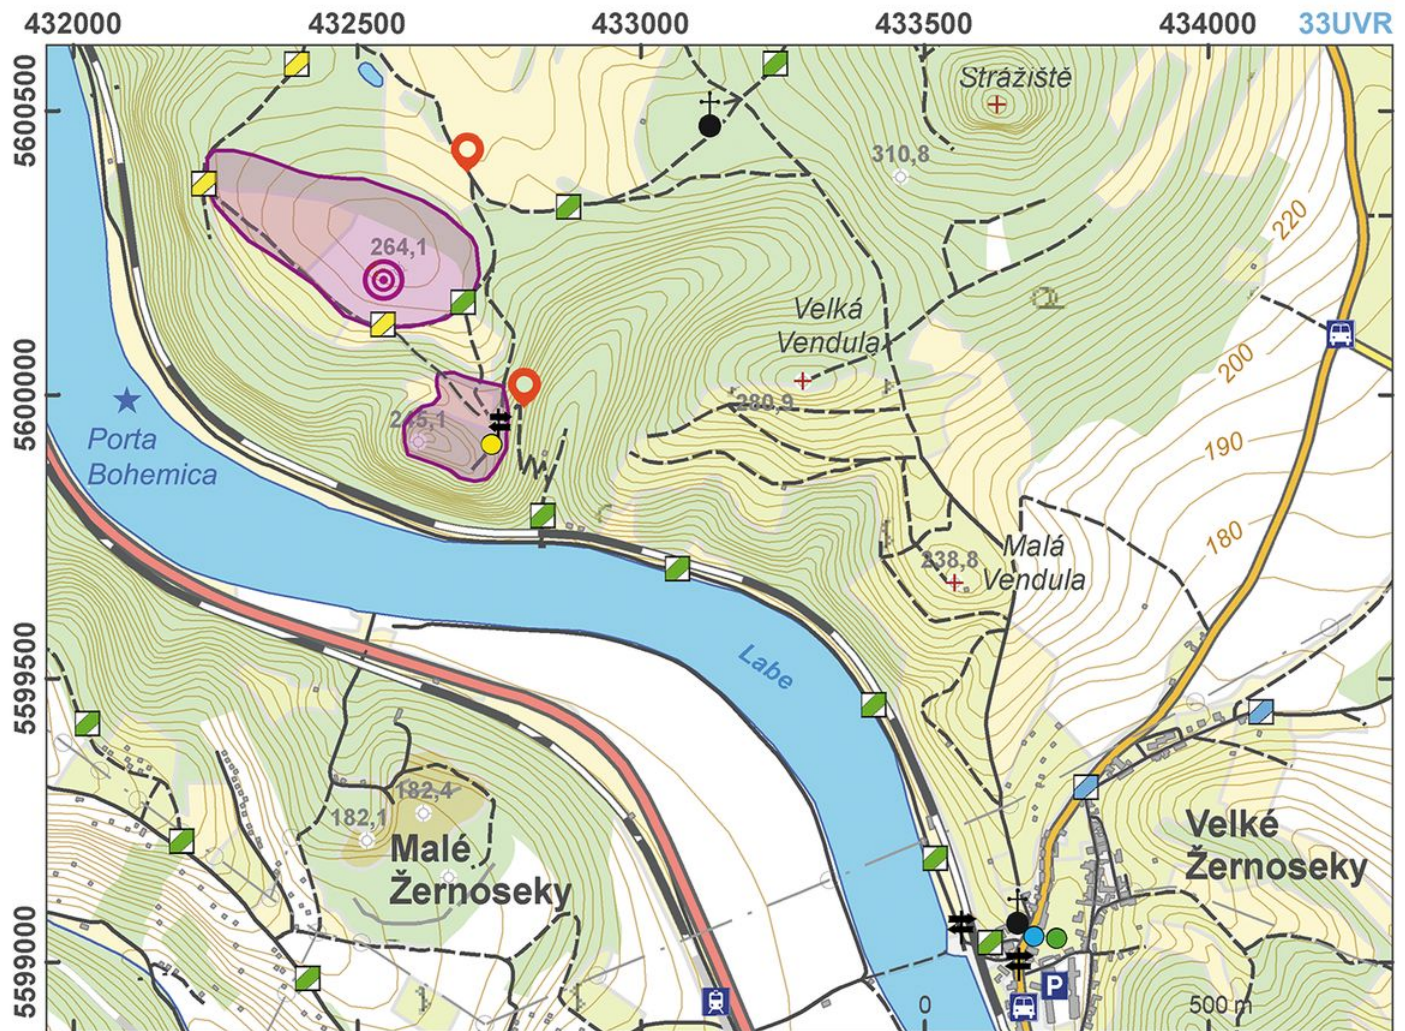 432000
432500
433000
433500
434000
33UVR
5600500
5600000
5599500
5599000
Strážiště
310,8
220
264,1
Velká
Vendula
200
280,9
245,1
Porta
Bohemica
190
180
Malá
Vendula
238,8
Labe
182,4
182,1
Malé
Žernoseky
Velké
Žernoseky
P
0
500 m